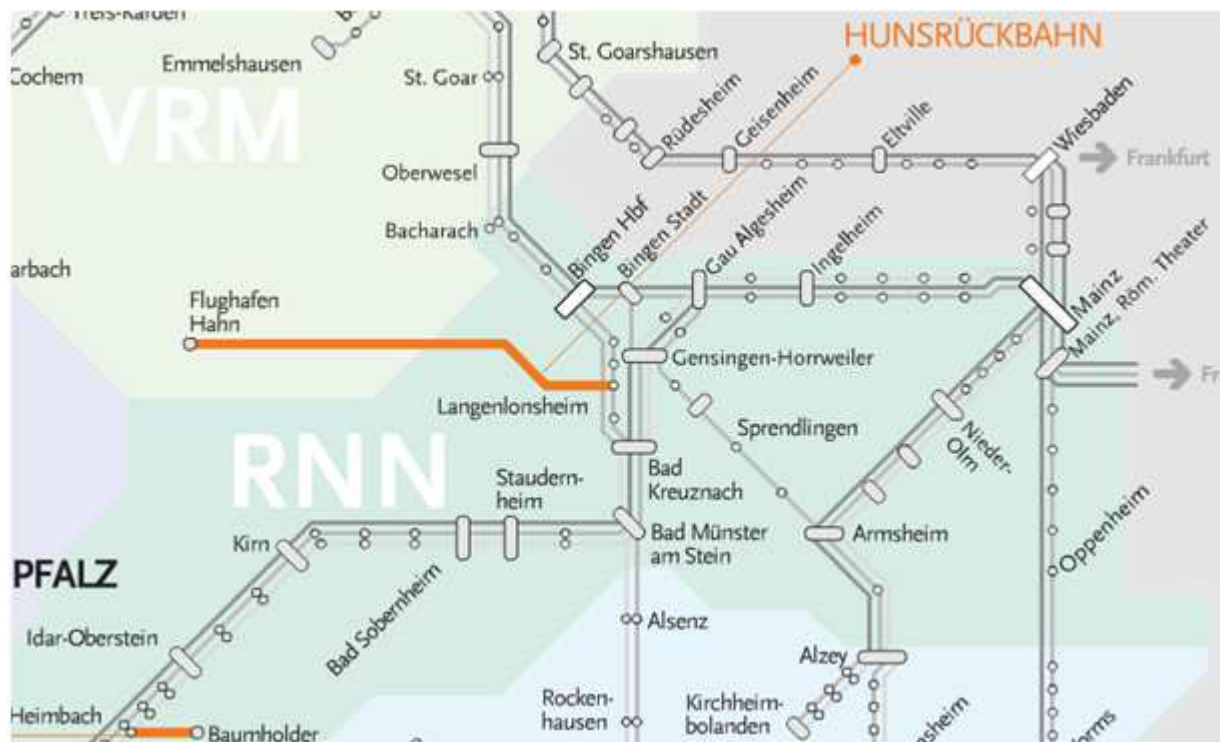 Treis-Karden
HUNSRÜCKBAHN
St. Goarshausen
Emmelshausen
Cochem
St. Goar
VRM
Rüdesheim
Geisenheim
Eltville
Wiesbaden
Frankfurt
Oberwesel
Bacharach
Bingen Hbf
Bingen Stadt
Gau Algesheim
Ingelheim
Mainz
Mainz, Röm. Theater
arbach
Flughafen
Hahn
Gensingen-Horrweiler
Fr
Langenlonsheim
Sprendlingen
Nieder-
Olm
RNN
Staudern-
heim
Bad
Kreuznach
Kirn
Bad Münster
am Stein
Armsheim
Oppenheim
PFALZ
Idar-Oberstein
Bad Sobernheim
Alsenz
Alzey
Heimbach
Baumholder
Rocken-
hausen
Kirchheim-
bolanden
asheim
orms